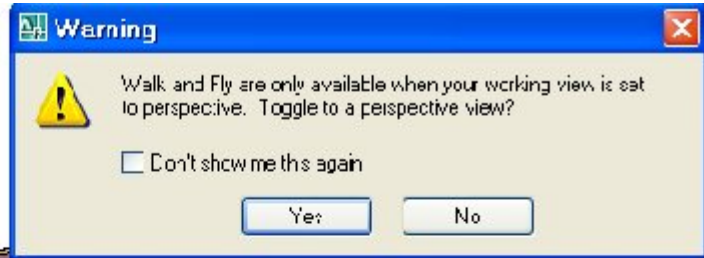 Warning
Walk and Fly are only available when your working view is set
to perspective. Toggle to a perspective view?
Don't show me this again
Yes
No